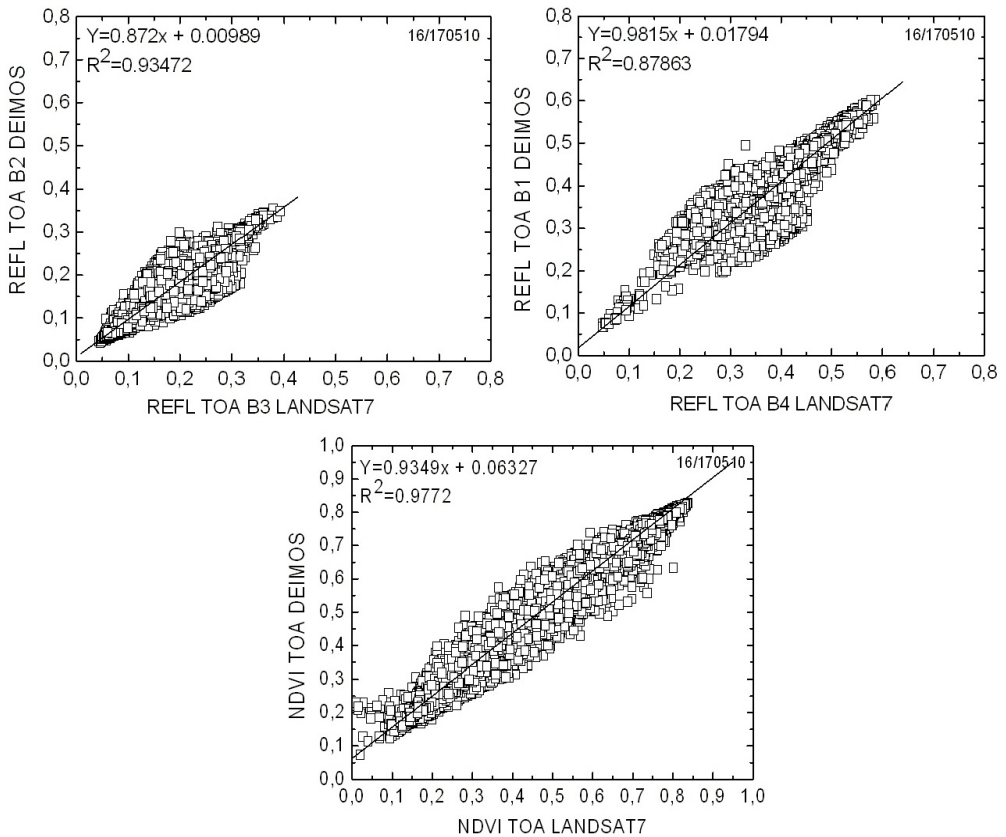 Y=0.872x + 0.00989
16/170510
R²=0.93472
REFL TOA B2 DEIMOS
0,8
0,7
0,6
0,5
0,4
0,3
0,2
0,1
0,0
0,0 0,1 0,2 0,3 0,4 0,5 0,6 0,7 0,8
REFL TOA B3 LANDSAT7
Y=0.9815x + 0.01794
16/170510
R²=0.87863
REFL TOA B1 DEIMOS
0,8
0,7
0,6
0,5
0,4
0,3
0,2
0,1
0,0
0,0 0,1 0,2 0,3 0,4 0,5 0,6 0,7 0,8
REFL TOA B4 LANDSAT7
Y=0.9349x + 0.06327
16/170510
R²=0.9772
NDVI TOA DEIMOS
1,0
0,9
0,8
0,7
0,6
0,5
0,4
0,3
0,2
0,1
0,0
0,0 0,1 0,2 0,3 0,4 0,5 0,6 0,7 0,8 0,9 1,0
NDVI TOA LANDSAT7